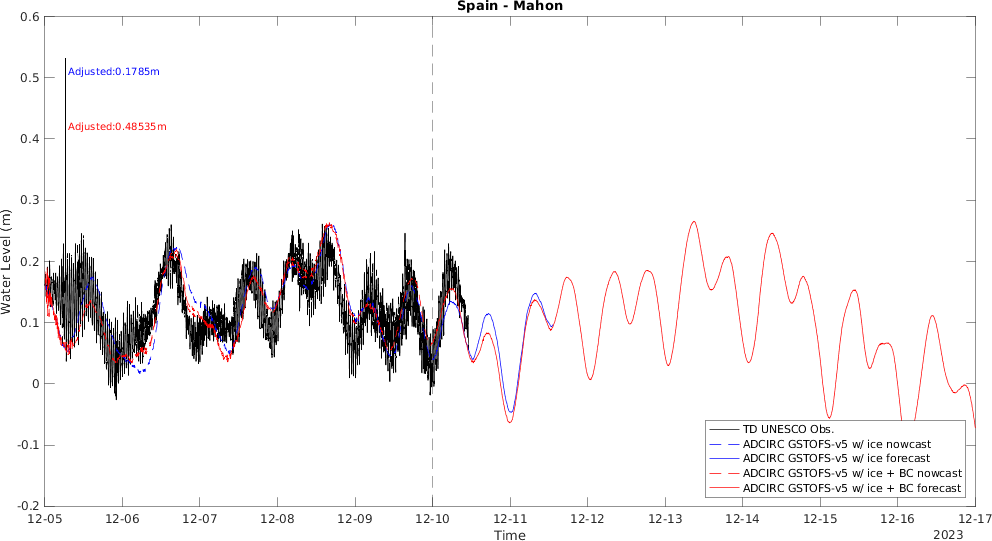 Spain - Mahon
0.6
0.5
0.4
0.3
0.2
0.1
0
-0.1
-0.2
Water Level (m)
Adjusted:0.1785m
Adjusted:0.48535m
TD UNESCO Obs.
ADCIRC GSTOFS-v5 w/ ice nowcast
ADCIRC GSTOFS-v5 w/ ice forecast
ADCIRC GSTOFS-v5 w/ ice + BC nowcast
ADCIRC GSTOFS-v5 w/ ice + BC forecast
12-05 12-06 12-07 12-08 12-09 12-10 12-11 12-12 12-13 12-14 12-15 12-16 12-17
Time
2023